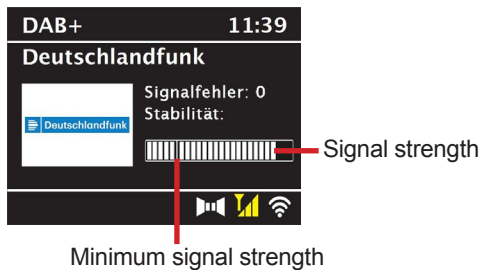 DAB+ 11:39
Deutschlandfunk
Signalfehler: 0
Stabilität:
Deutschlandfunk
Signal strength
Minimum signal strength